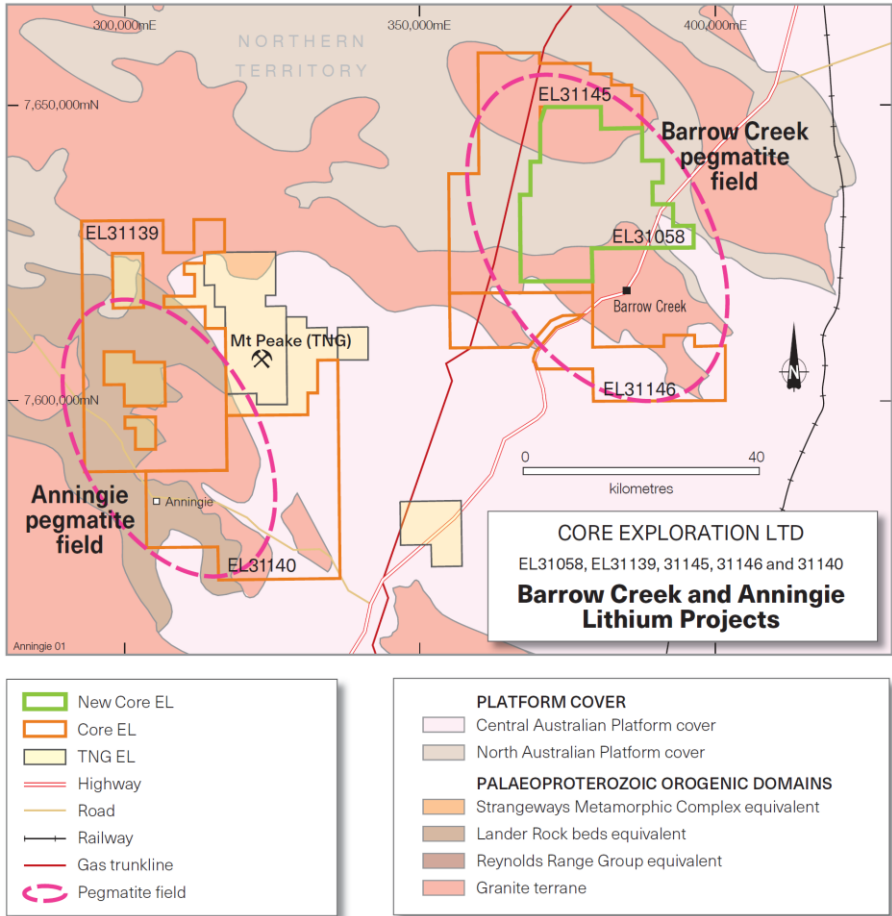 300,000mE
350,000mE
400,000mE
NORTHERN
TERRITORY
7,650,000mN
EL31145
Barrow Creek
pegmatite
field
EL31139
EL31058
Barrow Creek
Mt Peake (TNG)
7,600,000mN
EL31146
N
0
40
kilometres
Anningie
pegmatite
field
Anningie
EL31140
CORE EXPLORATION LTD
EL31058, EL31139, 31145, 31146 and 31140
Barrow Creek and Anningie
Lithium Projects
Anningie 01
New Core EL
Core EL
TNG EL
Highway
Road
Railway
Gas trunkline
Pegmatite field
PLATFORM COVER
Central Australian Platform cover
North Australian Platform cover
PALAEOPROTEROZOIC OROGENIC DOMAINS
Strangeways Metamorphic Complex equivalent
Lander Rock beds equivalent
Reynolds Range Group equivalent
Granite terrane